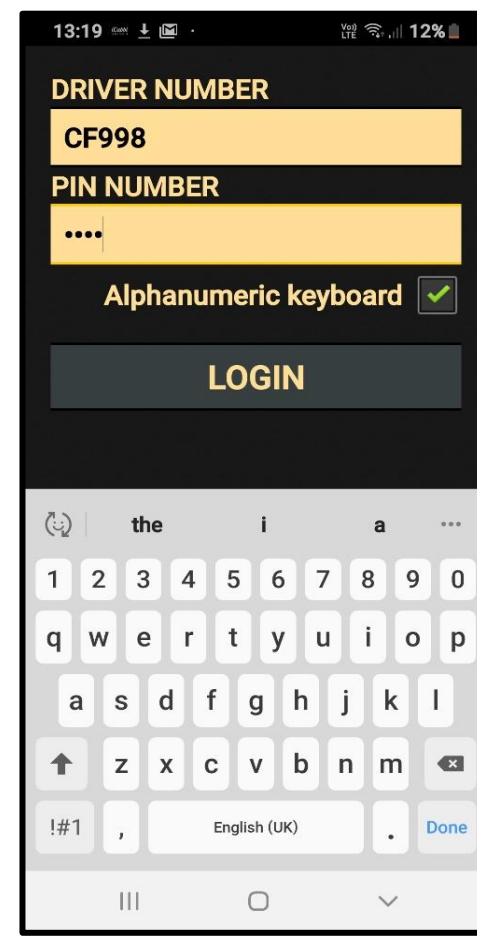 13:19 12%
DRIVER NUMBER
CF998
PIN NUMBER
••••
Alphanumeric keyboard
LOGIN
the i a
1 2 3 4 5 6 7 8 9 0
q w e r t y u i o p
a s d f g h j k l
z x c v b n m
!#1 , English (UK) . Done